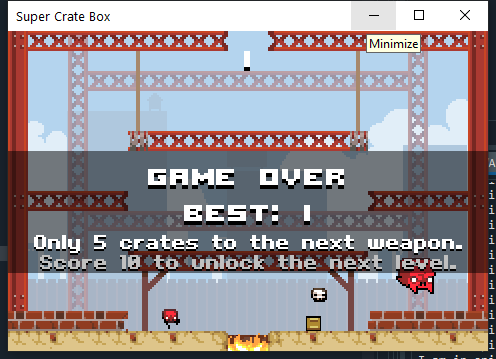 Super Crate Box
Minimize
1
GAME OVER
BEST: 1
Only 5 crates to the next weapon.
Score 10 to unlock the next level.